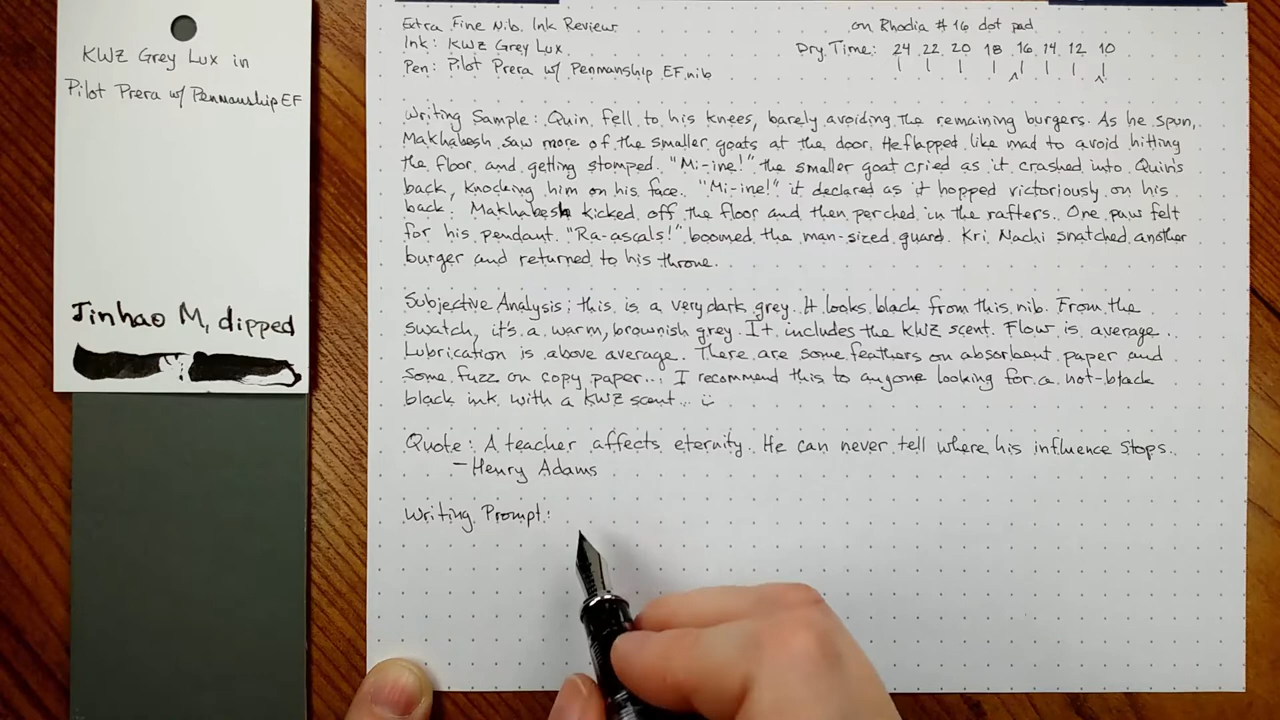 KWZ Grey Lux in
Pilot Prera w/ Penmanship EF
Jinhao M, dipped
Extra Fine Nib Ink Review
on Rhodia #16 dot pad
Ink: KWZ Grey Lux
Dry Time: 24 22 20 18 16 14 12 10
Pen: Pilot Prera w/ Penmanship EF nib
Writing Sample: Quin fell to his knees, barely avoiding the remaining burgers. As he spun,
Makhabesh saw more of the smaller goats at the door. He flapped like mad to avoid hitting
the floor and getting stomped. "Mi-ine!" the smaller goat cried as it crashed into Quin's
back, knocking him on his face. "Mi-ine!" it declared as it hopped victoriously on his
back. Makhabesh kicked off the floor and then perched in the rafters. One paw felt
for his pendant. "Ra-ascals!" boomed the man-sized guard. Kri Nachi snatched another
burger and returned to his throne.
Subjective Analysis: this is a very dark grey. It looks black from this nib. From the
swatch, it's a warm, brownish grey. It includes the KWZ scent. Flow is average.
Lubrication is above average. There are some feathers on absorbent paper and
some fuzz on copy paper... I recommend this to anyone looking for a not-black
black ink with a KWZ scent... :)
Quote: A teacher affects eternity. He can never tell where his influence stops.
- Henry Adams
Writing Prompt: